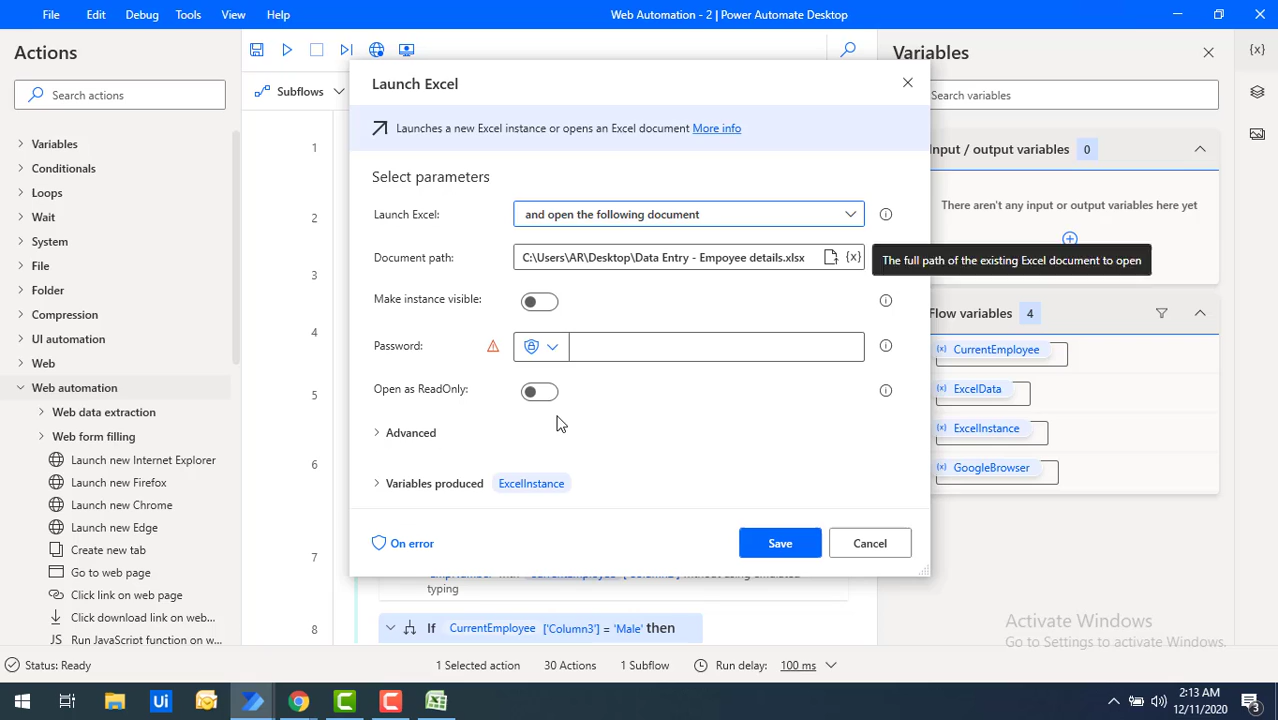 File Edit Debug Tools View Help
Web Automation - 2 | Power Automate Desktop
Actions
Search actions
Variables
Conditionals
Loops
Wait
System
File
Folder
Compression
UI automation
Web
Web automation
Web data extraction
Web form filling
Launch new Internet Explorer
Launch new Firefox
Launch new Chrome
Launch new Edge
Create new tab
Go to web page
Click link on web page
Click download link on web...
JS Run JavaScript function on w...
Subflows
1
2
3
4
5
6
7
8
Launch Excel
Launches a new Excel instance or opens an Excel document More info
Select parameters
Launch Excel: and open the following document
Document path: C:\Users\AR\Desktop\Data Entry - Empoyee details.xlsx {x}
The full path of the existing Excel document to open
Make instance visible:
Password:
Open as ReadOnly:
Advanced
Variables produced ExcelInstance
On error
Save
Cancel
typing
If CurrentEmployee ['Column3'] = 'Male' then
Variables
{x}
Search variables
Input / output variables 0
There aren't any input or output variables here yet
Flow variables 4
(x) CurrentEmployee
(x) ExcelData
(x) ExcelInstance
(x) GoogleBrowser
Activate Windows
Go to Settings to activate Windows.
Status: Ready
1 Selected action
30 Actions
1 Subflow
Run delay: 100 ms
Ui
2:13 AM
12/11/2020
3